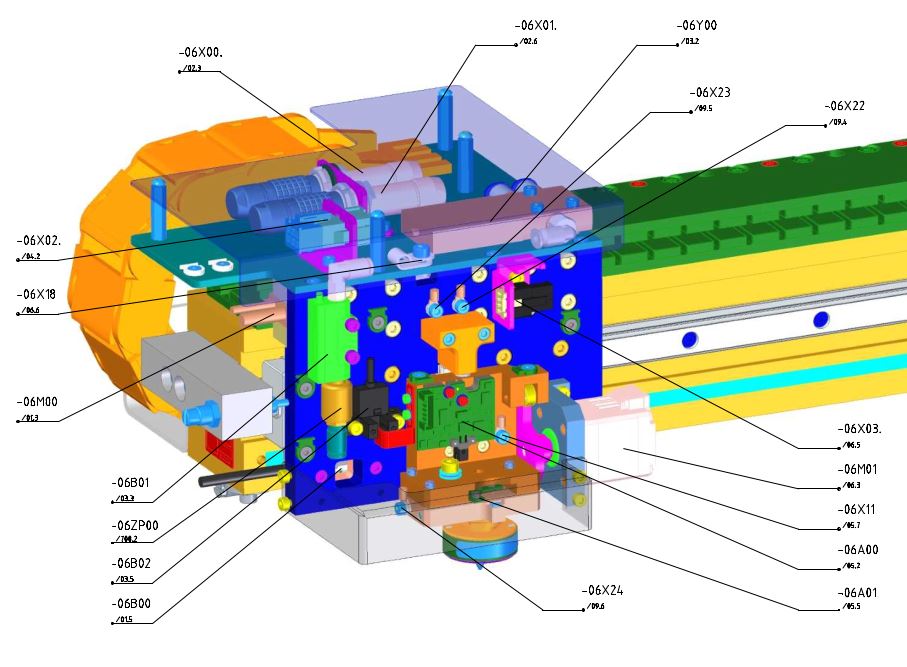 -06X00.
/02.3
-06X01.
/02.6
-06Y00
/03.2
-06X23
/09.5
-06X22
/09.4
-06X02.
/04.2
-06X18
/06.6
-06M00
/01.3
-06B01
/03.3
-06ZP00
/700.2
-06B02
/03.5
-06B00
/01.5
-06X24
/09.6
-06X03.
/06.5
-06M01
/06.3
-06X11
/05.7
-06A00
/05.2
-06A01
/05.5